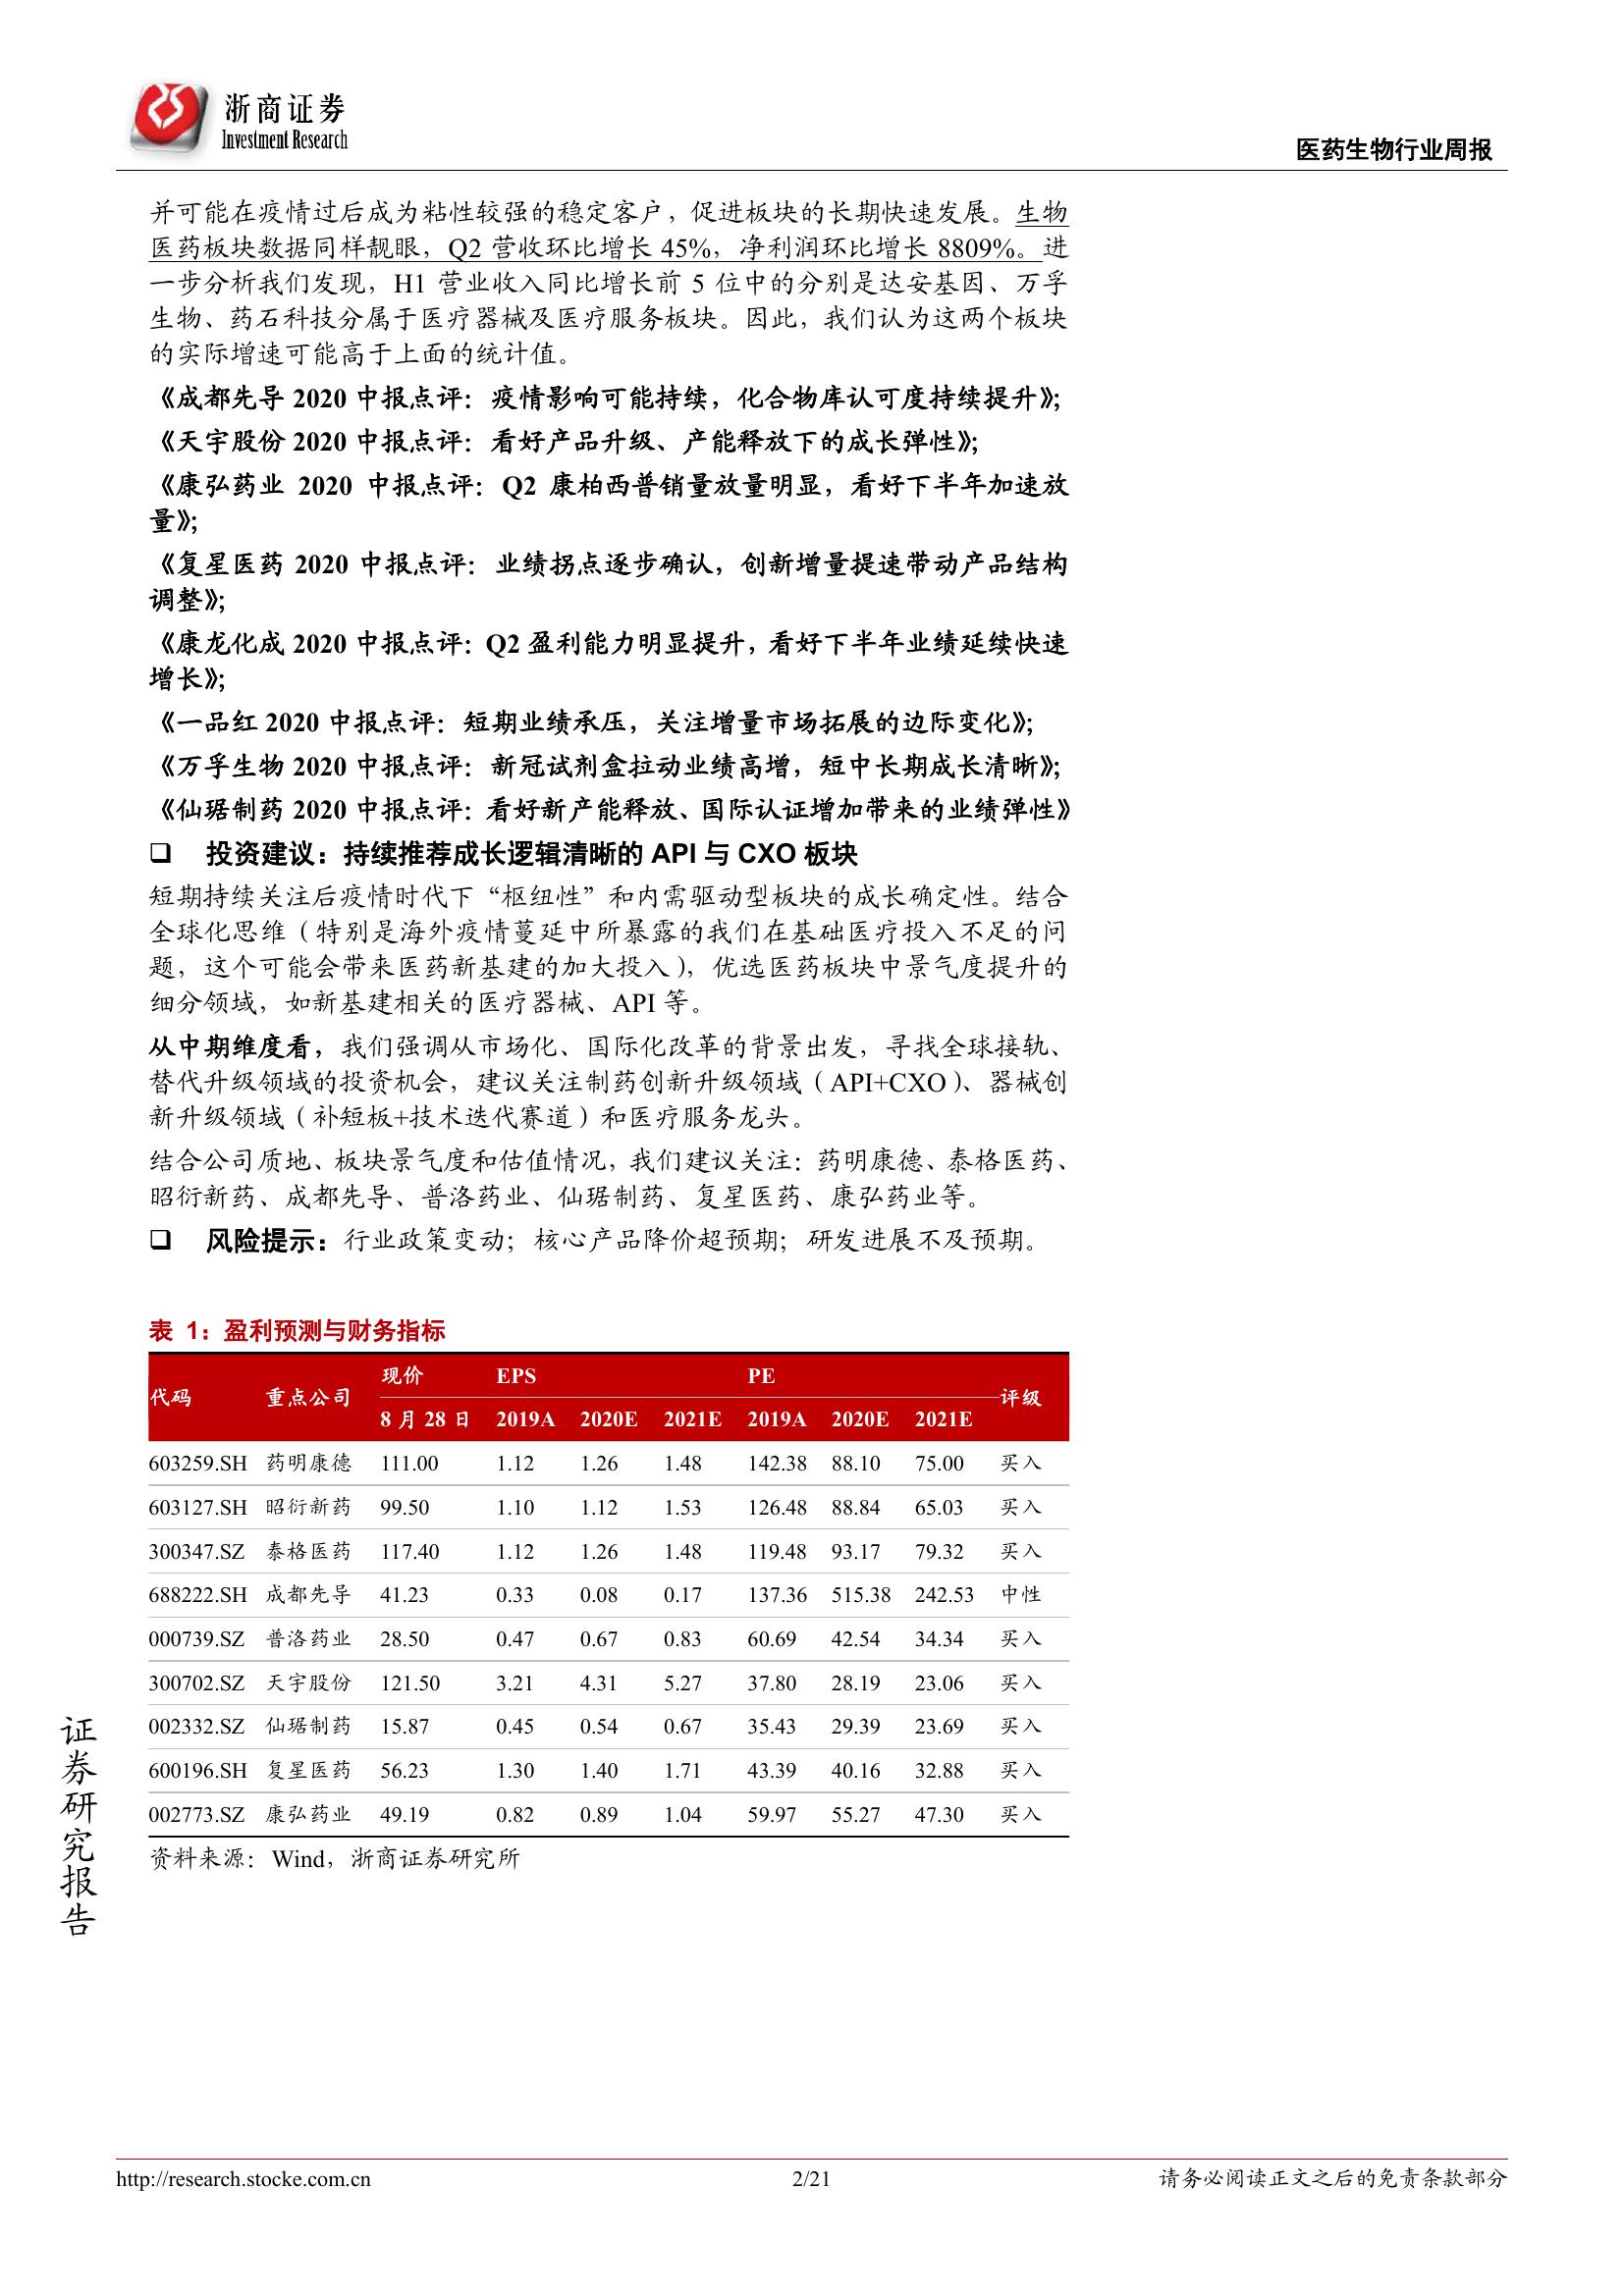 浙商证券
Investment Research
医药生物行业周报
并可能在疫情过后成为粘性较强的稳定客户，促进板块的长期快速发展。生物
医药板块数据同样靓眼，Q2 营收环比增长 45%，净利润环比增长 8809%。进
一步分析我们发现，H1 营业收入同比增长前 5 位中的分别是达安基因、万孚
生物、药石科技分属于医疗器械及医疗服务板块。因此，我们认为这两个板块
的实际增速可能高于上面的统计值。
《成都先导 2020 中报点评：疫情影响可能持续，化合物库认可度持续提升》；
《天宇股份 2020 中报点评：看好产品升级、产能释放下的成长弹性》；
《康弘药业 2020 中报点评：Q2 康柏西普销量放量明显，看好下半年加速放
量》；
《复星医药 2020 中报点评：业绩拐点逐步确认，创新增量提速带动产品结构
调整》；
《康龙化成 2020 中报点评：Q2 盈利能力明显提升，看好下半年业绩延续快速
增长》；
《一品红 2020 中报点评：短期业绩承压，关注增量市场拓展的边际变化》；
《万孚生物 2020 中报点评：新冠试剂盒拉动业绩高增，短中长期成长清晰》；
《仙琚制药 2020 中报点评：看好新产能释放、国际认证增加带来的业绩弹性》
❑ 投资建议：持续推荐成长逻辑清晰的 API 与 CXO 板块
短期持续关注后疫情时代下“枢纽性”和内需驱动型板块的成长确定性。结合
全球化思维（特别是海外疫情蔓延中所暴露的我们在基础医疗投入不足的问
题，这个可能会带来医药新基建的加大投入），优选医药板块中景气度提升的
细分领域，如新基建相关的医疗器械、API 等。
从中期维度看，我们强调从市场化、国际化改革的背景出发，寻找全球接轨、
替代升级领域的投资机会，建议关注制药创新升级领域（API+CXO）、器械创
新升级领域（补短板+技术迭代赛道）和医疗服务龙头。
结合公司质地、板块景气度和估值情况，我们建议关注：药明康德、泰格医药、
昭衍新药、成都先导、普洛药业、仙琚制药、复星医药、康弘药业等。
❑ 风险提示：行业政策变动；核心产品降价超预期；研发进展不及预期。
表 1：盈利预测与财务指标
代码 重点公司 现价 EPS PE 评级
8 月 28 日 2019A 2020E 2021E 2019A 2020E 2021E
603259.SH 药明康德 111.00 1.12 1.26 1.48 142.38 88.10 75.00 买入
603127.SH 昭衍新药 99.50 1.10 1.12 1.53 126.48 88.84 65.03 买入
300347.SZ 泰格医药 117.40 1.12 1.26 1.48 119.48 93.17 79.32 买入
688222.SH 成都先导 41.23 0.33 0.08 0.17 137.36 515.38 242.53 中性
000739.SZ 普洛药业 28.50 0.47 0.67 0.83 60.69 42.54 34.34 买入
300702.SZ 天宇股份 121.50 3.21 4.31 5.27 37.80 28.19 23.06 买入
002332.SZ 仙琚制药 15.87 0.45 0.54 0.67 35.43 29.39 23.69 买入
600196.SH 复星医药 56.23 1.30 1.40 1.71 43.39 40.16 32.88 买入
002773.SZ 康弘药业 49.19 0.82 0.89 1.04 59.97 55.27 47.30 买入
资料来源：Wind，浙商证券研究所
证券研究报告
http://research.stocke.com.cn
2/21
请务必阅读正文之后的免责条款部分